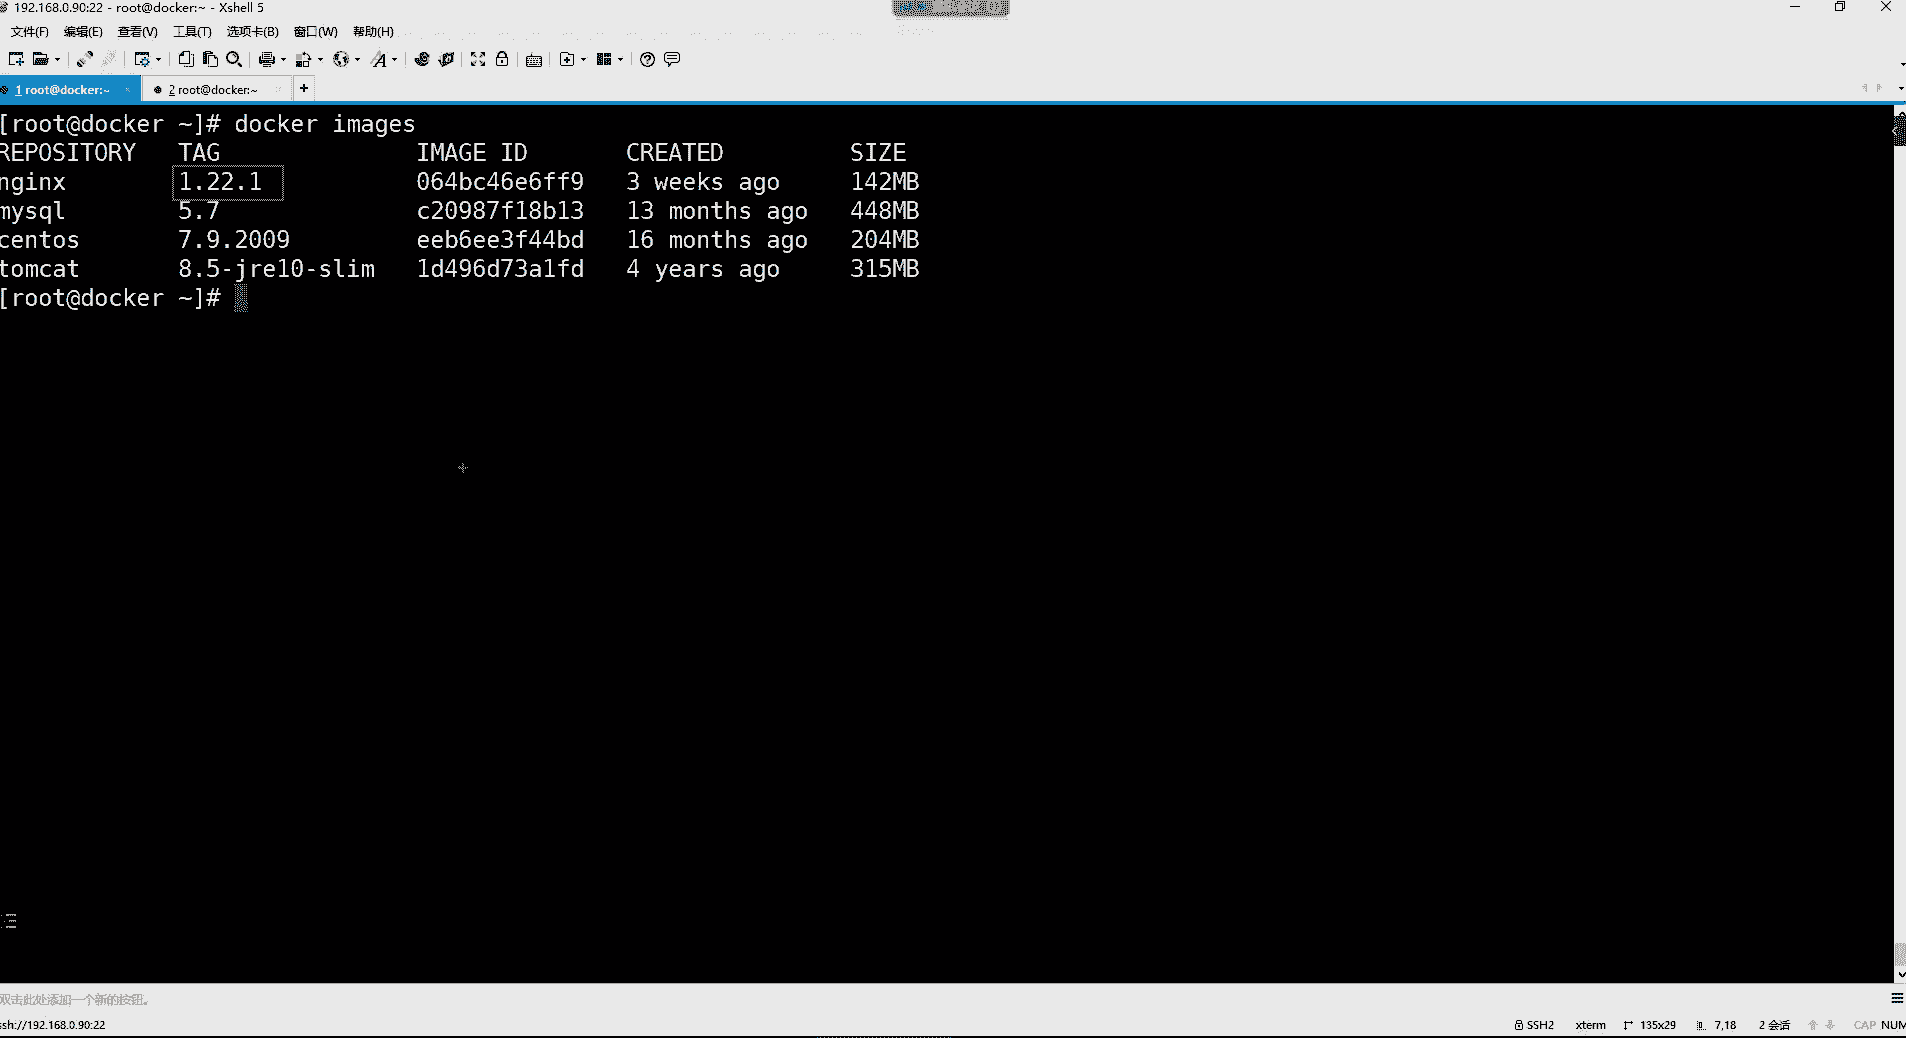 192.168.0.90:22 - root@docker:~ - Xshell 5
文件(F) 编辑(E) 查看(V) 工具(T) 选项卡(B) 窗口(W) 帮助(H)
1 root@docker:~ × 2 root@docker:~ +
[root@docker ~]# docker images
REPOSITORY TAG IMAGE ID CREATED SIZE
nginx 1.22.1 064bc46e6ff9 3 weeks ago 142MB
mysql 5.7 c20987f18b13 13 months ago 448MB
centos 7.9.2009 eeb6ee3f44bd 16 months ago 204MB
tomcat 8.5-jre10-slim 1d496d73a1fd 4 years ago 315MB
[root@docker ~]#
双击此处添加一个新的按钮。
ssh://192.168.0.90:22 SSH2 xterm 135x29 7,18 2 会话 CAP NUM